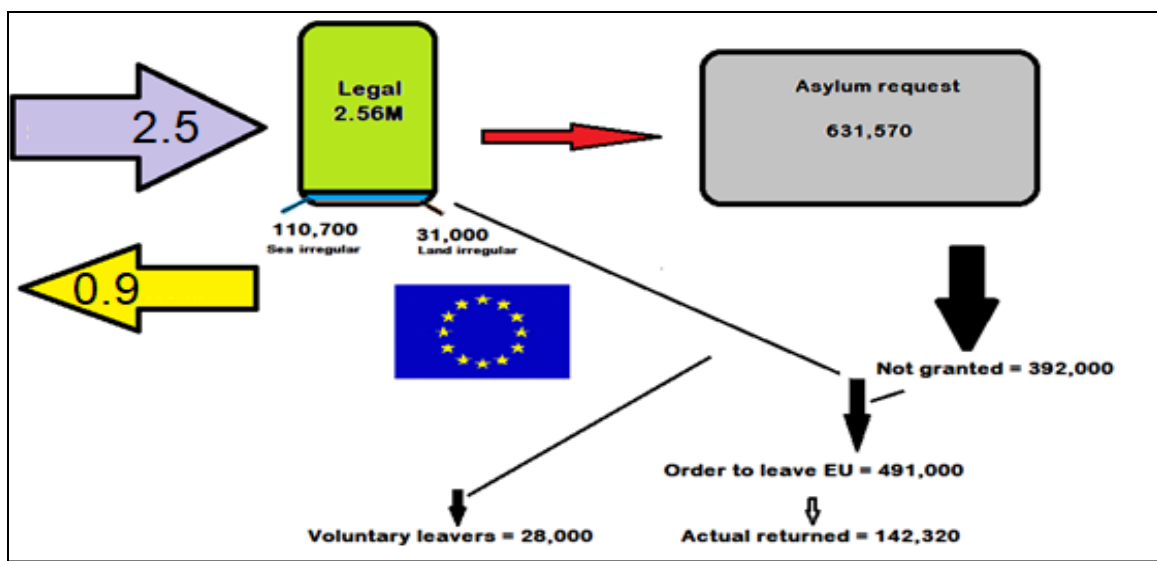 2.5
Legal
2.56M
Asylum request
631,570
110,700
Sea irregular
31,000
Land irregular
0.9
Not granted = 392,000
Order to leave EU = 491,000
Voluntary leavers = 28,000
Actual returned = 142,320